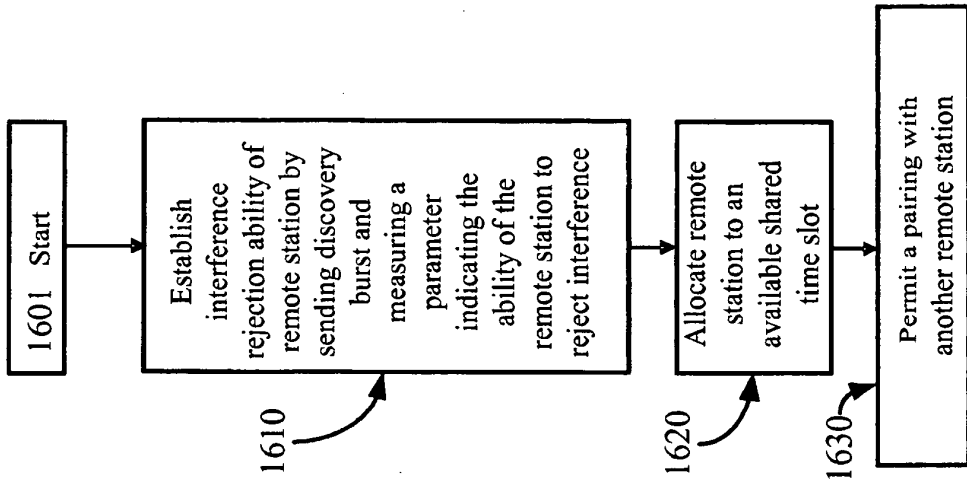 1601 Start
1610
Establish
interference
rejection ability of
remote station by
sending discovery
burst and
measuring a
parameter
indicating the
ability of the
remote station to
reject interference
1620
Allocate remote
station to an
available shared
time slot
1630
Permit a pairing with
another remote station